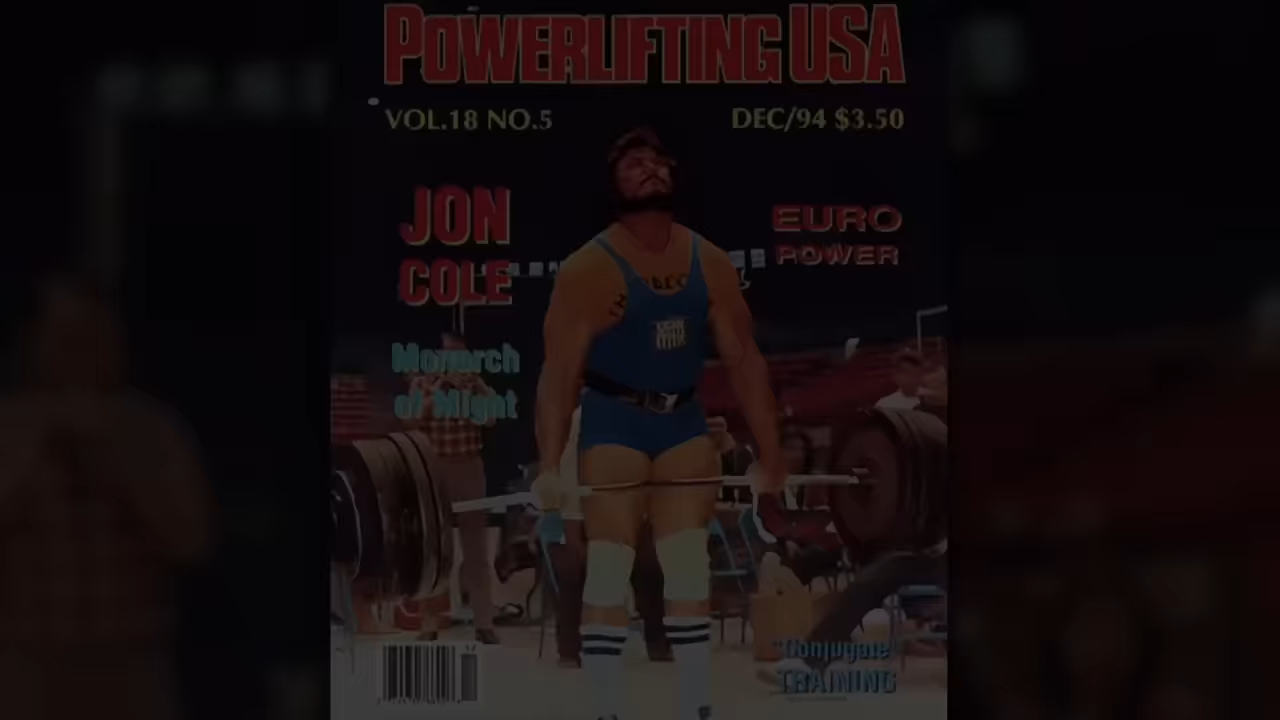 POWERLIFTING USA
VOL.18 NO.5
DEC/94 $3.50
JON
COLE
EURO
POWER
Monarch
of Might
"Conjugate"
TRAINING